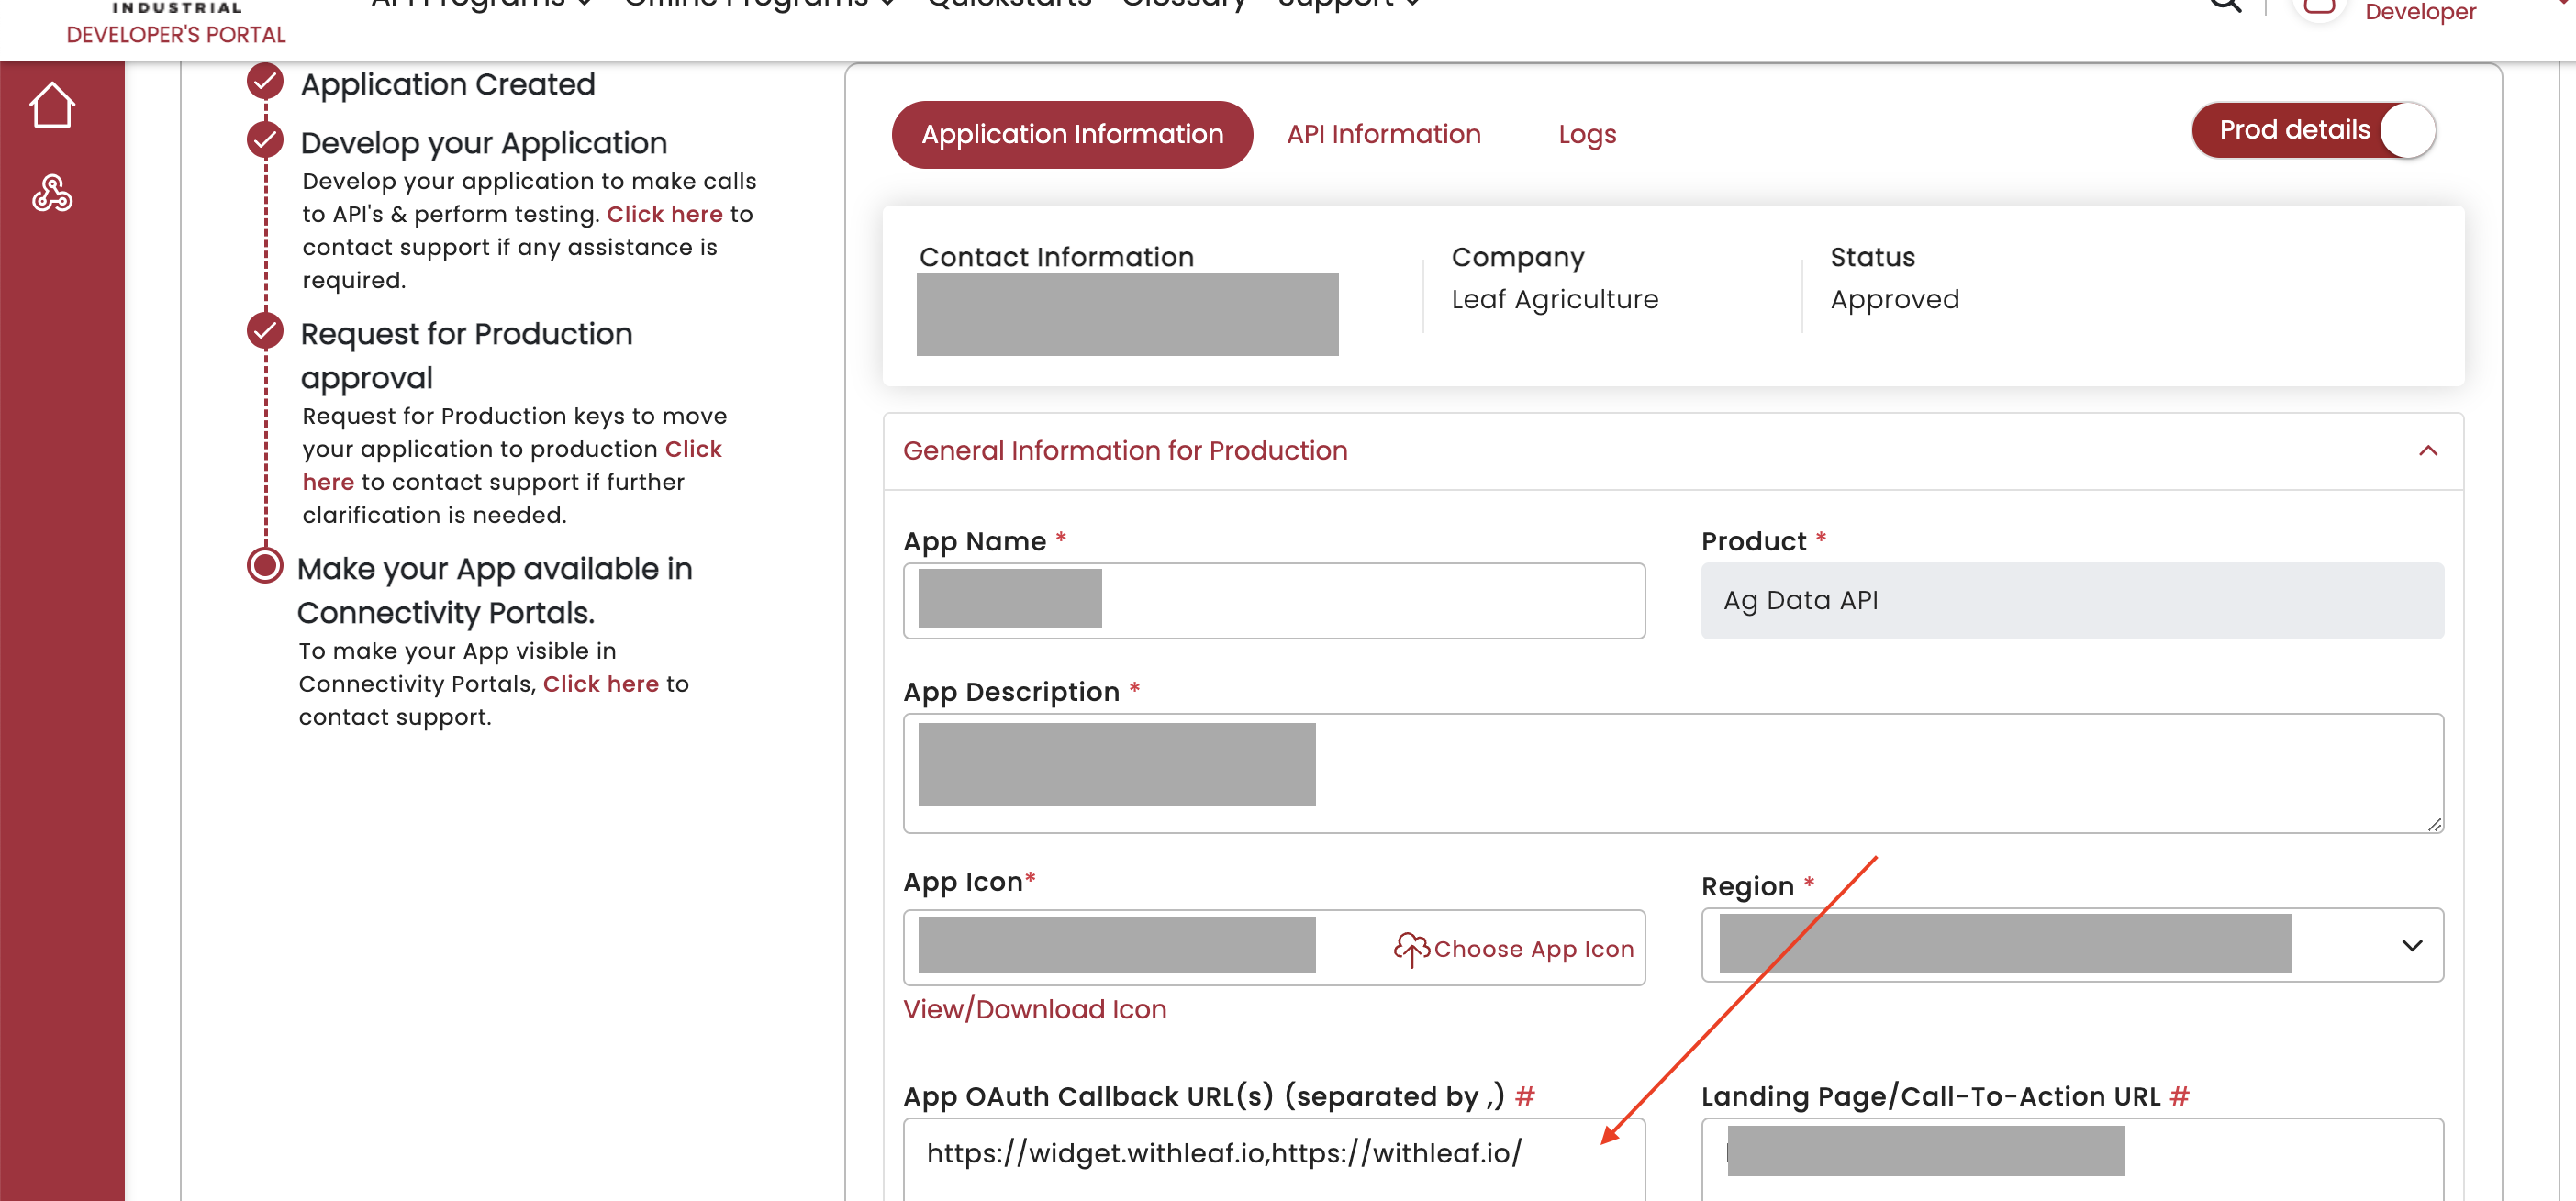 INDUSTRIAL
DEVELOPER'S PORTAL
API Programs
Offline Programs
Quickstarts
Glossary
Support
Developer
Application Created
Develop your Application
Develop your application to make calls
to API's & perform testing. Click here to
contact support if any assistance is
required.
Request for Production
approval
Request for Production keys to move
your application to production Click
here to contact support if further
clarification is needed.
Make your App available in
Connectivity Portals.
To make your App visible in
Connectivity Portals, Click here to
contact support.
Application Information
API Information
Logs
Prod details
Contact Information
Company
Leaf Agriculture
Status
Approved
General Information for Production
App Name *
Product *
Ag Data API
App Description *
App Icon*
Choose App Icon
View/Download Icon
Region *
App OAuth Callback URL(s) (separated by ,) #
https://widget.withleaf.io,https://withleaf.io/
Landing Page/Call-To-Action URL #